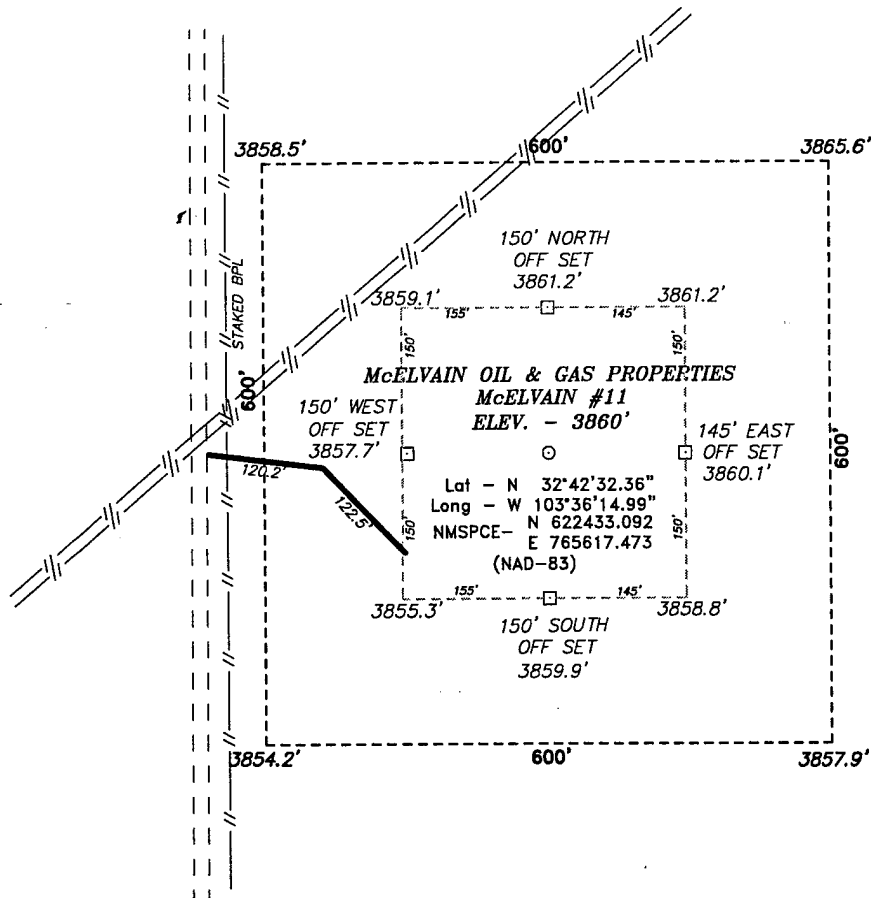 3858.5'
600'
3865.6'
150' NORTH
OFF SET
3861.2'
STAKED BPL
3859.1'
155'
145'
3861.2'
150'
150'
McELVAIN OIL & GAS PROPERTIES
McELVAIN #11
ELEV. - 3860'
600'
150' WEST
OFF SET
3857.7'
145' EAST
OFF SET
3860.1'
600'
120.2'
122.5'
Lat - N 32°42'32.36"
Long - W 103°36'14.99"
NMSPCE- N 622433.092
E 765617.473
(NAD-83)
150'
150'
3855.3'
155'
145'
3858.8'
150' SOUTH
OFF SET
3859.9'
3854.2'
600'
3857.9'